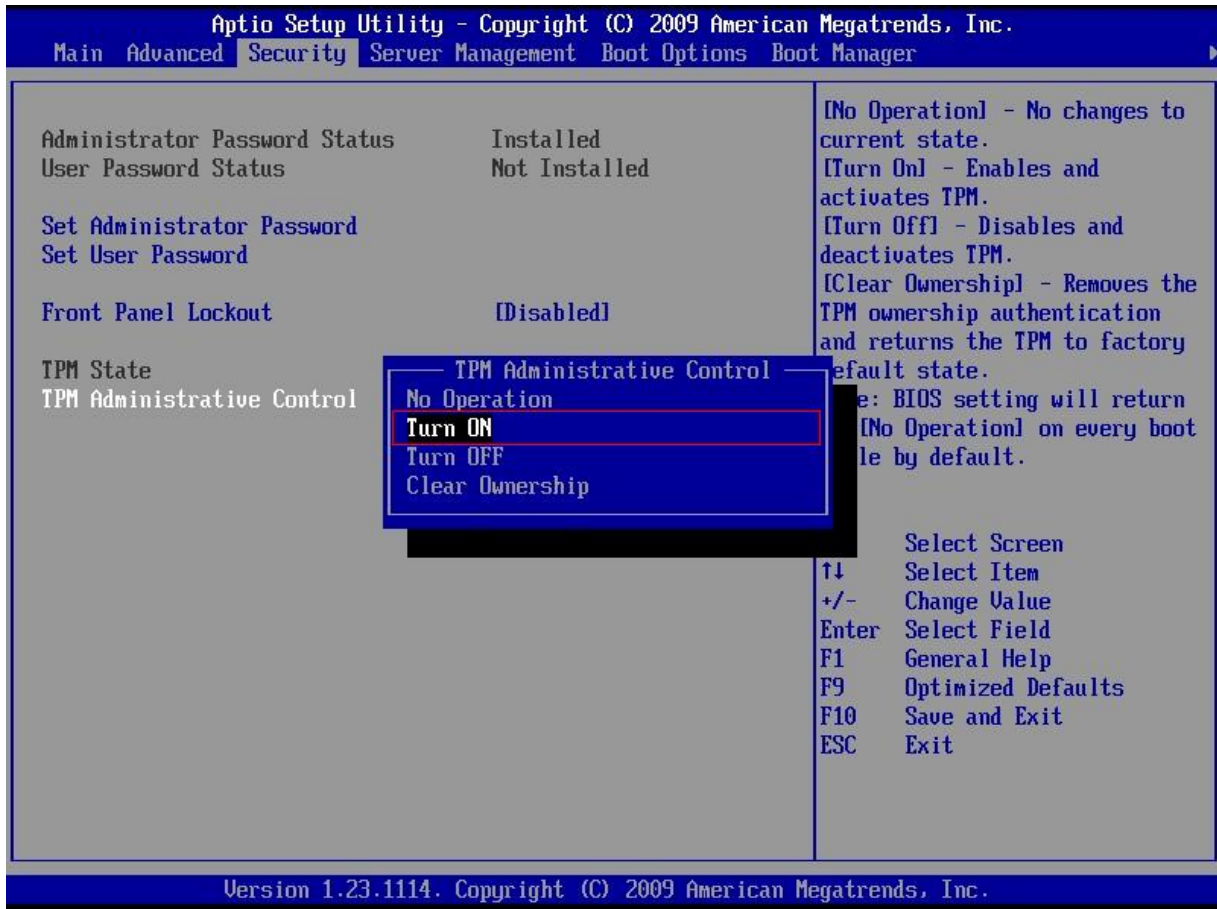 Aptio Setup Utility - Copyright (C) 2009 American Megatrends, Inc.
Main Advanced Security Server Management Boot Options Boot Manager
Administrator Password Status Installed
User Password Status Not Installed
Set Administrator Password
Set User Password
Front Panel Lockout [Disabled]
TPM State
TPM Administrative Control
TPM Administrative Control
No Operation
Turn ON
Turn OFF
Clear Ownership
[No Operation] - No changes to
current state.
[Turn On] - Enables and
activates TPM.
[Turn Off] - Disables and
deactivates TPM.
[Clear Ownership] - Removes the
TPM ownership authentication
and returns the TPM to factory
efault state.
e: BIOS setting will return
[No Operation] on every boot
le by default.
Select Screen
↑↓ Select Item
+/- Change Value
Enter Select Field
F1 General Help
F9 Optimized Defaults
F10 Save and Exit
ESC Exit
Version 1.23.1114. Copyright (C) 2009 American Megatrends, Inc.